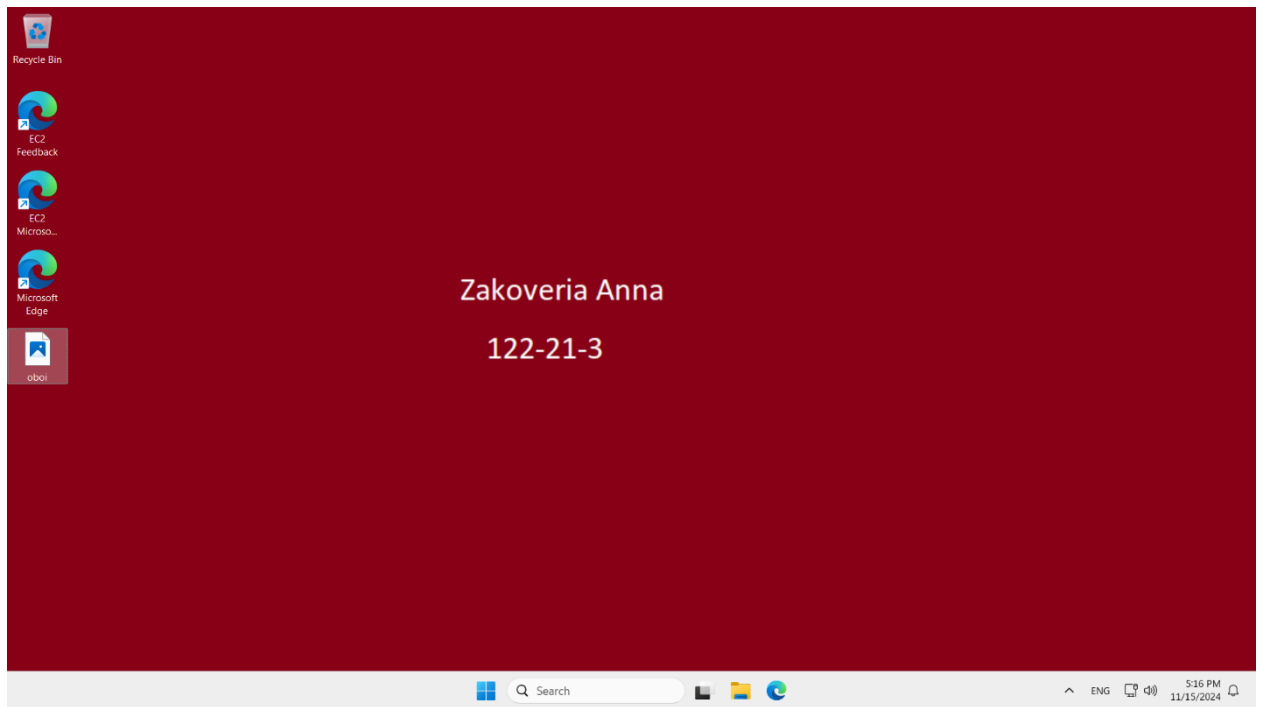 Recycle Bin
EC2
Feedback
EC2
Microso...
Microsoft
Edge
oboi
Zakoveria Anna
122-21-3
Search
ENG
5:16 PM
11/15/2024